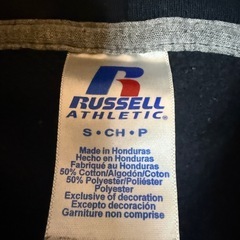 RUSSELL
ATHLETIC®
S • CH • P
Made in Honduras
Hecho en Honduras
Fabriqué au Honduras
50% Cotton/Algodón/Coton
50% Polyester/Poliéster
Polyester
Exclusive of decoration
Excepto decoración
Garniture non comprise